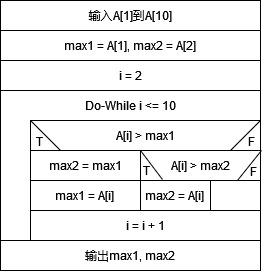 输入A[1]到A[10]
max1 = A[1], max2 = A[2]
i = 2
Do-While i <= 10
A[i] > max1
T
F
max2 = max1
A[i] > max2
T
F
max1 = A[i]
max2 = A[i]
i = i + 1
输出max1, max2